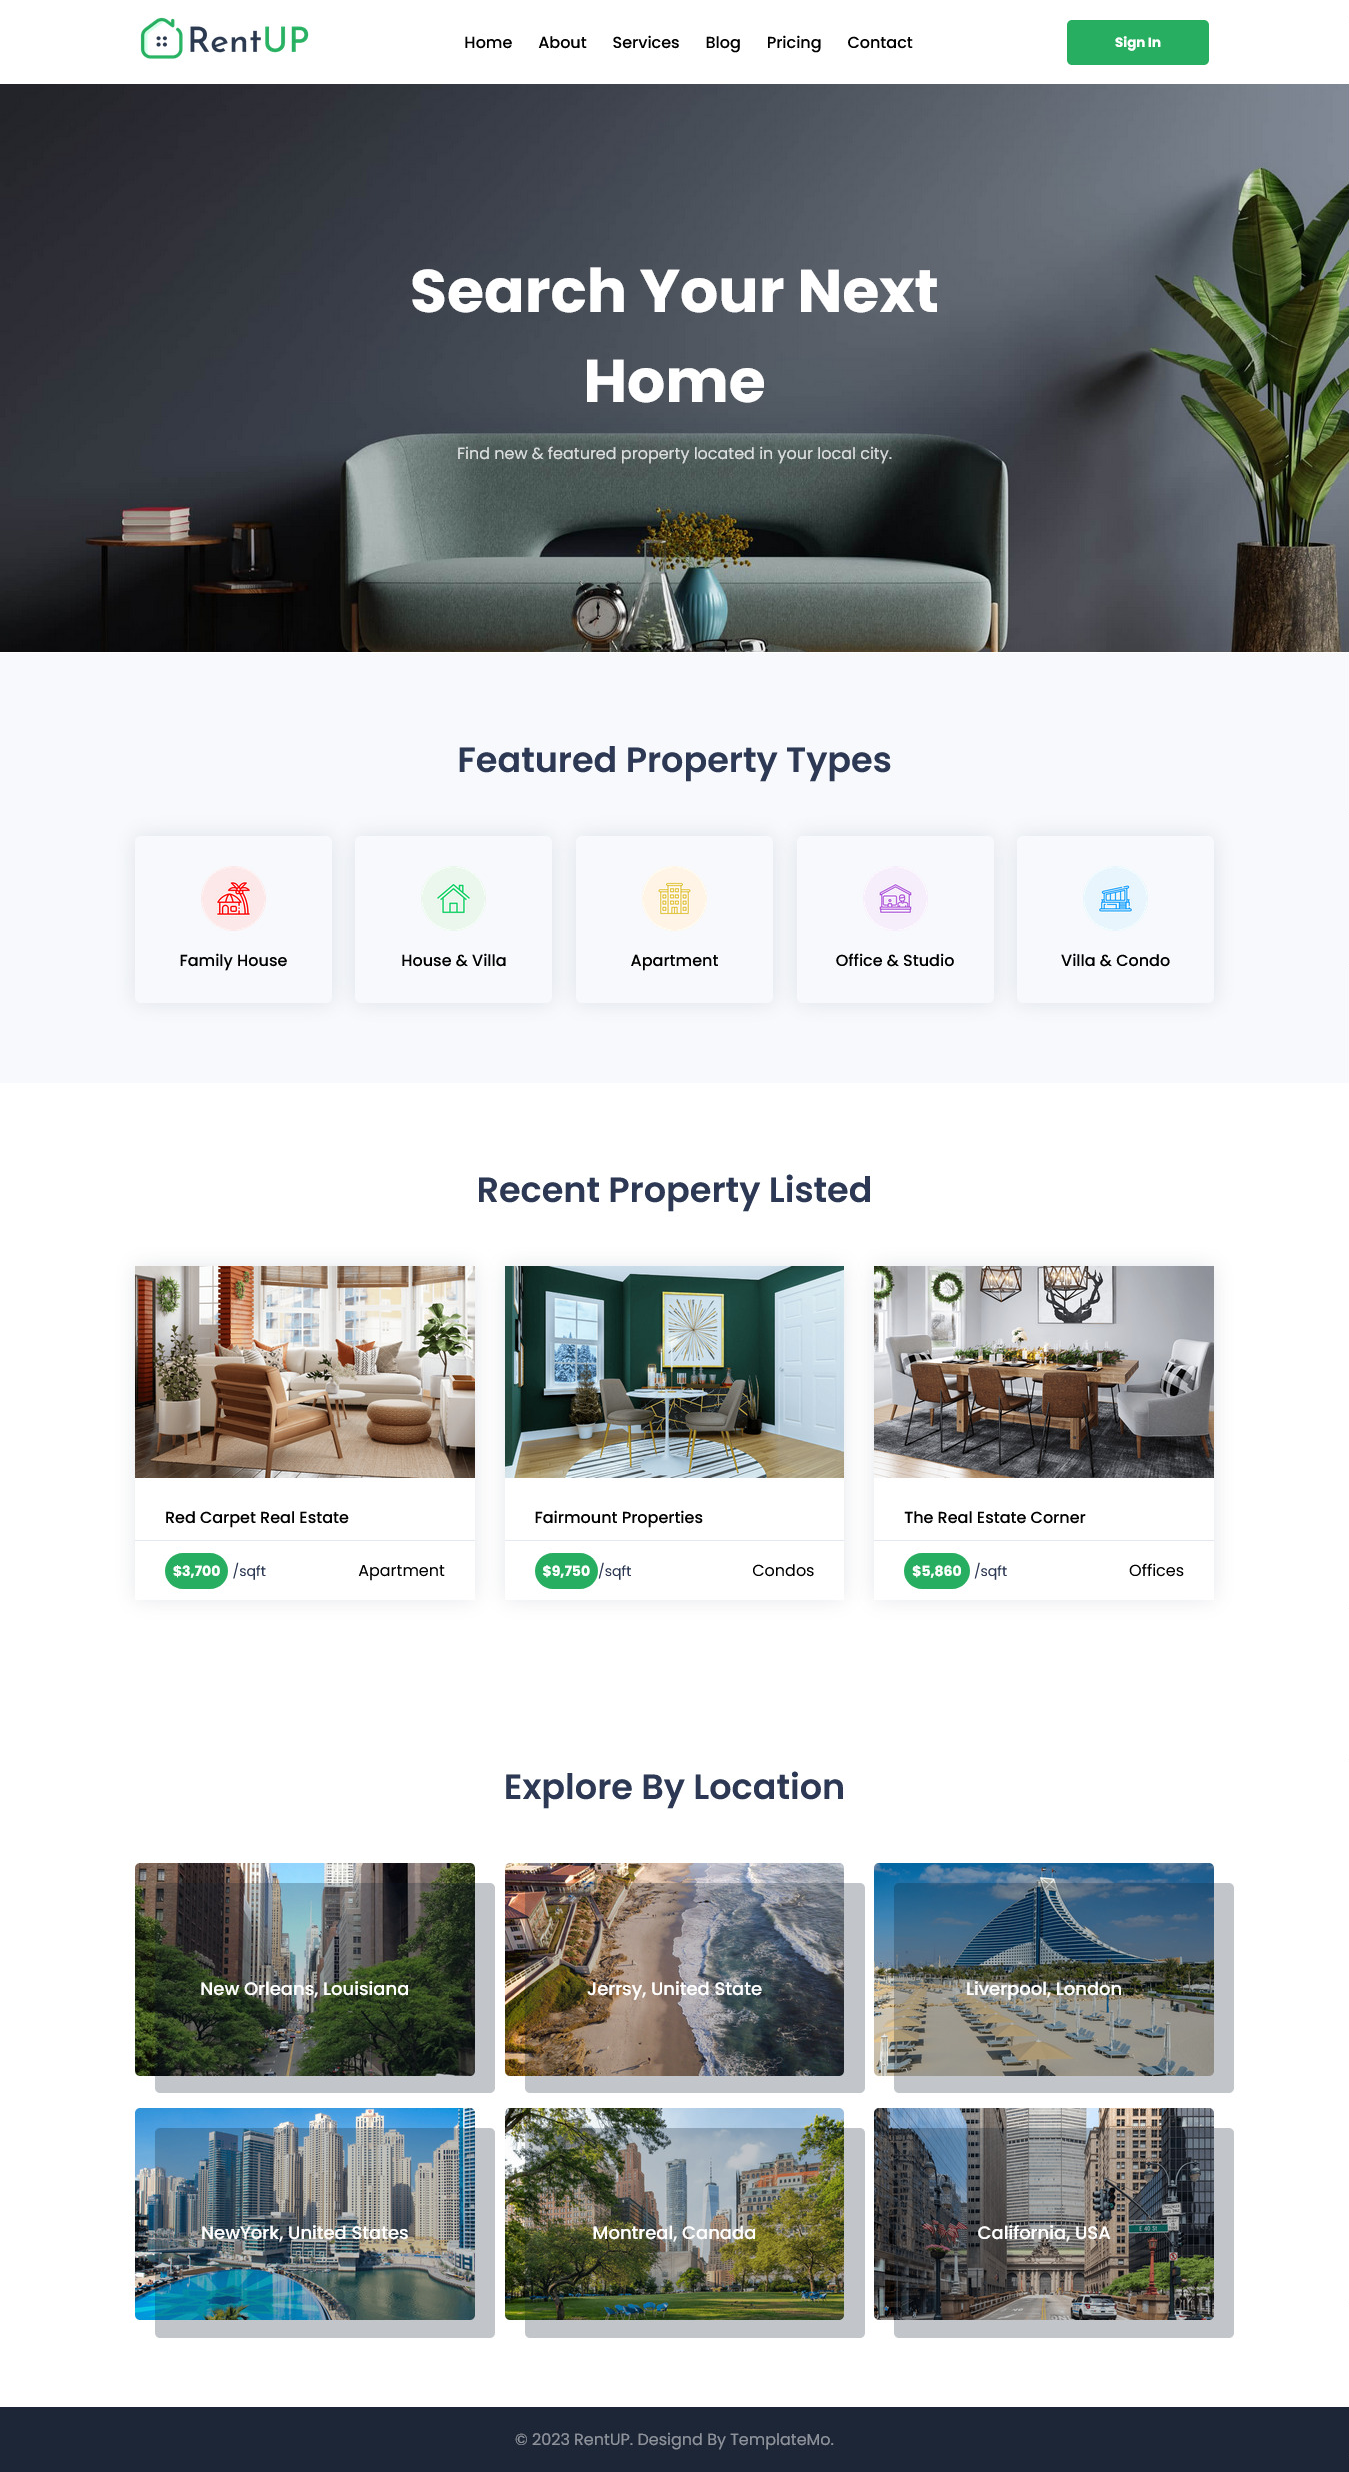 RentUP
Home About Services Blog Pricing Contact
Sign In
Search Your Next
Home
Find new & featured property located in your local city.
Featured Property Types
Family House
House & Villa
Apartment
Office & Studio
Villa & Condo
Recent Property Listed
Red Carpet Real Estate
$3,700 /sqft Apartment
Fairmount Properties
$9,750 /sqft Condos
The Real Estate Corner
$5,860 /sqft Offices
Explore By Location
New Orleans, Louisiana
Jerrsy, United State
Liverpool, London
NewYork, United States
Montreal, Canada
California, USA
E 40 ST
© 2023 RentUP. Designd By TemplateMo.